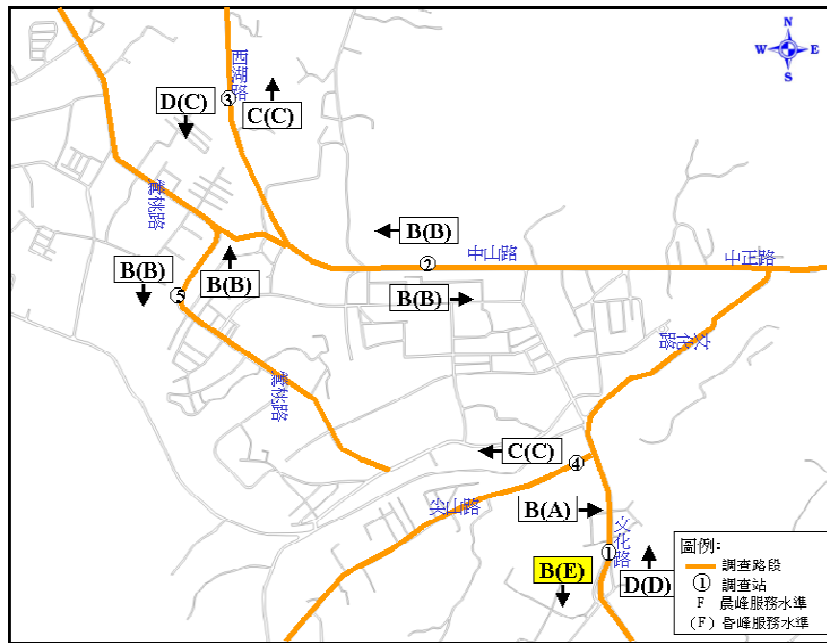 N
W E
S
西湖路
③
D(C)
C(C)
鶯桃路
B(B)
中山路
中正路
②
B(B)
⑤
B(B)
B(B)
文化路
鶯桃路
C(C)
④
尖山路
B(A)
文化路
①
B(E)
D(D)
圖例:
調查路段
① 調查站
F 晨峰服務水準
(F) 昏峰服務水準